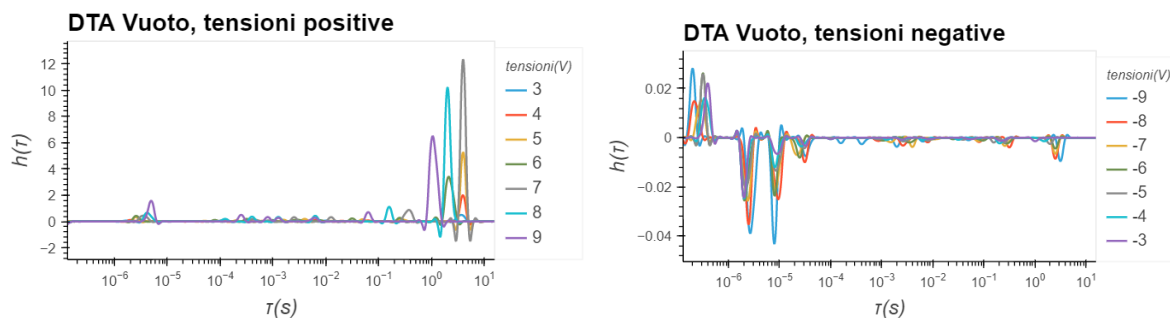 DTA Vuoto, tensioni positive
h(τ)
12
10
8
6
4
2
0
−2
10⁻⁶ 10⁻⁵ 10⁻⁴ 10⁻³ 10⁻² 10⁻¹ 10⁰ 10¹
τ(s)
tensioni(V)
3
4
5
6
7
8
9
DTA Vuoto, tensioni negative
h(τ)
0.02
0
−0.02
−0.04
10⁻⁶ 10⁻⁵ 10⁻⁴ 10⁻³ 10⁻² 10⁻¹ 10⁰ 10¹
τ(s)
tensioni(V)
-9
-8
-7
-6
-5
-4
-3